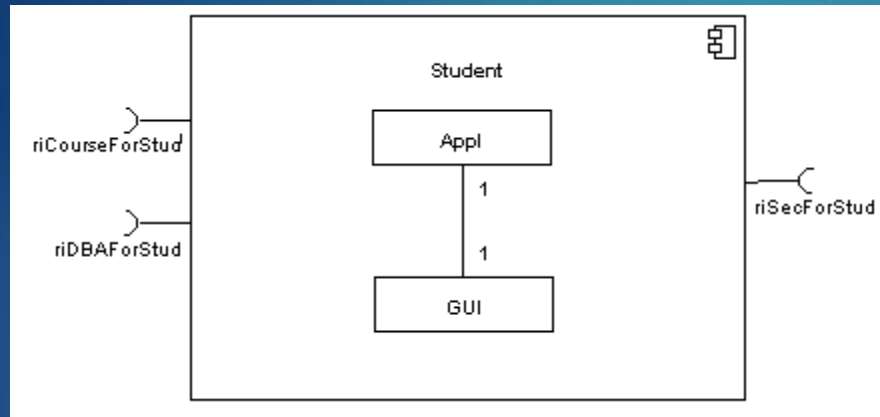 Student
Appl
riCourseForStud
1
riSecForStud
riDBAForStud
1
GUI